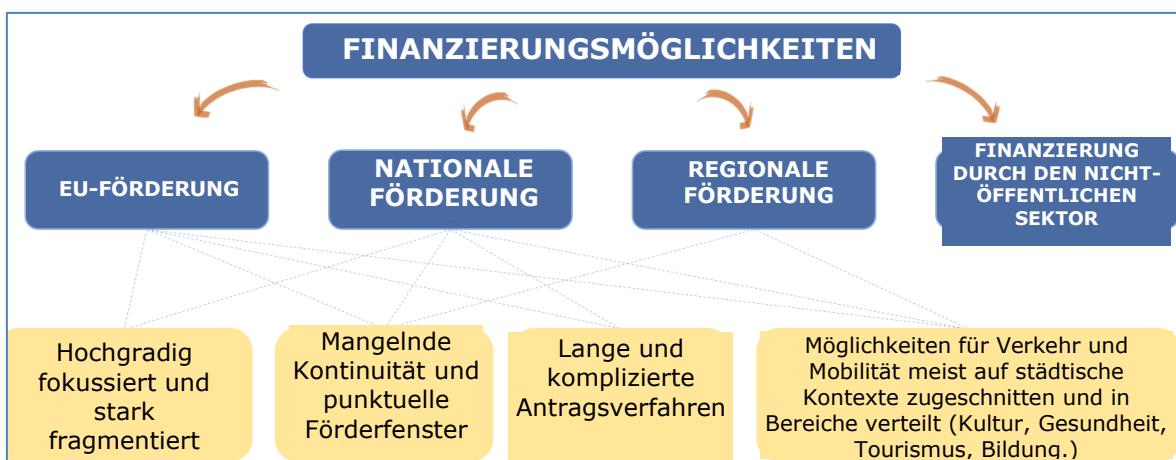 FINANZIERUNGSMÖGLICHKEITEN
EU-FÖRDERUNG
NATIONALE
FÖRDERUNG
REGIONALE
FÖRDERUNG
FINANZIERUNG
DURCH DEN NICHT-
ÖFFENTLICHEN
SEKTOR
Hochgradig
fokussiert und
stark
fragmentiert
Mangelnde
Kontinuität und
punktuelle
Förderfenster
Lange und
komplizierte
Antragsverfahren
Möglichkeiten für Verkehr und
Mobilität meist auf städtische
Kontexte zugeschnitten und in
Bereiche verteilt (Kultur, Gesundheit,
Tourismus, Bildung.)